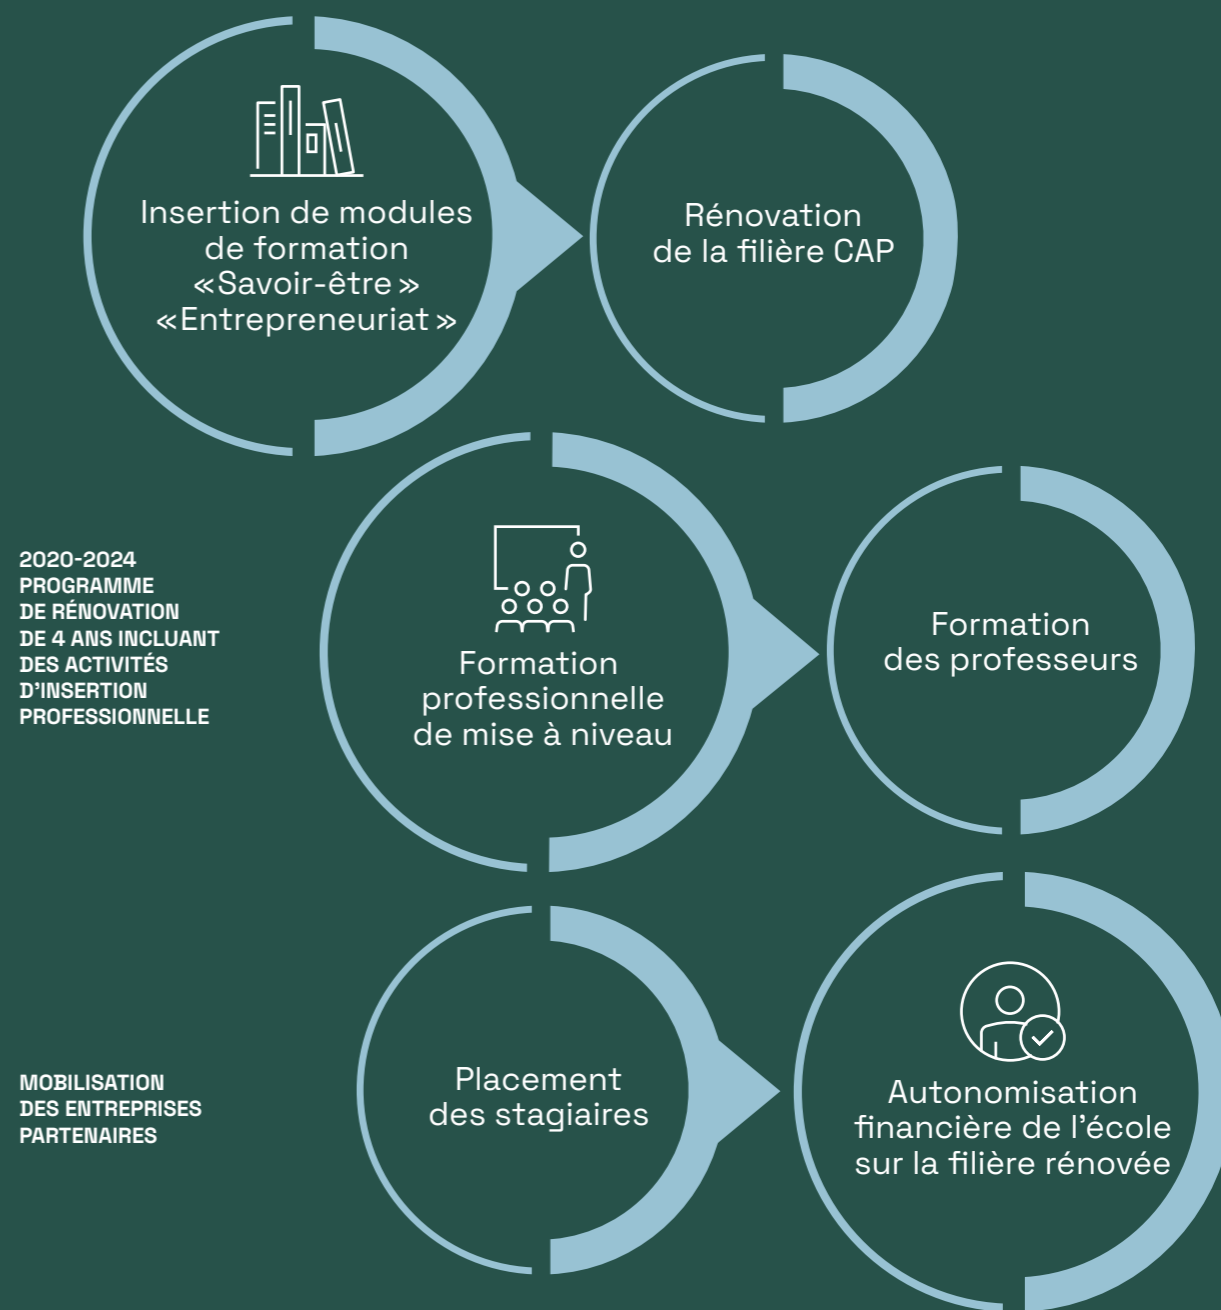 Insertion de modules
de formation
«Savoir-être»
«Entrepreneuriat»
Rénovation
de la filière CAP
2020-2024
PROGRAMME
DE RÉNOVATION
DE 4 ANS INCLUANT
DES ACTIVITÉS
D'INSERTION
PROFESSIONNELLE
Formation
professionnelle
de mise à niveau
Formation
des professeurs
MOBILISATION
DES ENTREPRISES
PARTENAIRES
Placement
des stagiaires
Autonomisation
financière de l'école
sur la filière rénovée